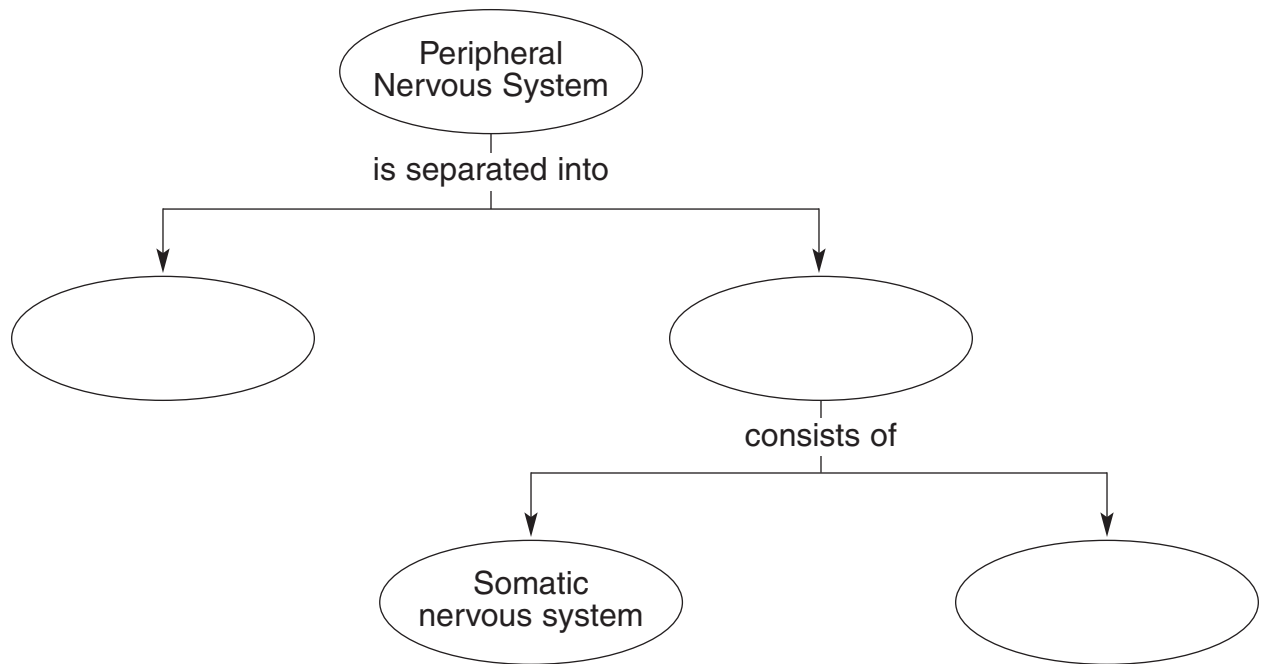 Peripheral
Nervous System
is separated into
consists of
Somatic
nervous system